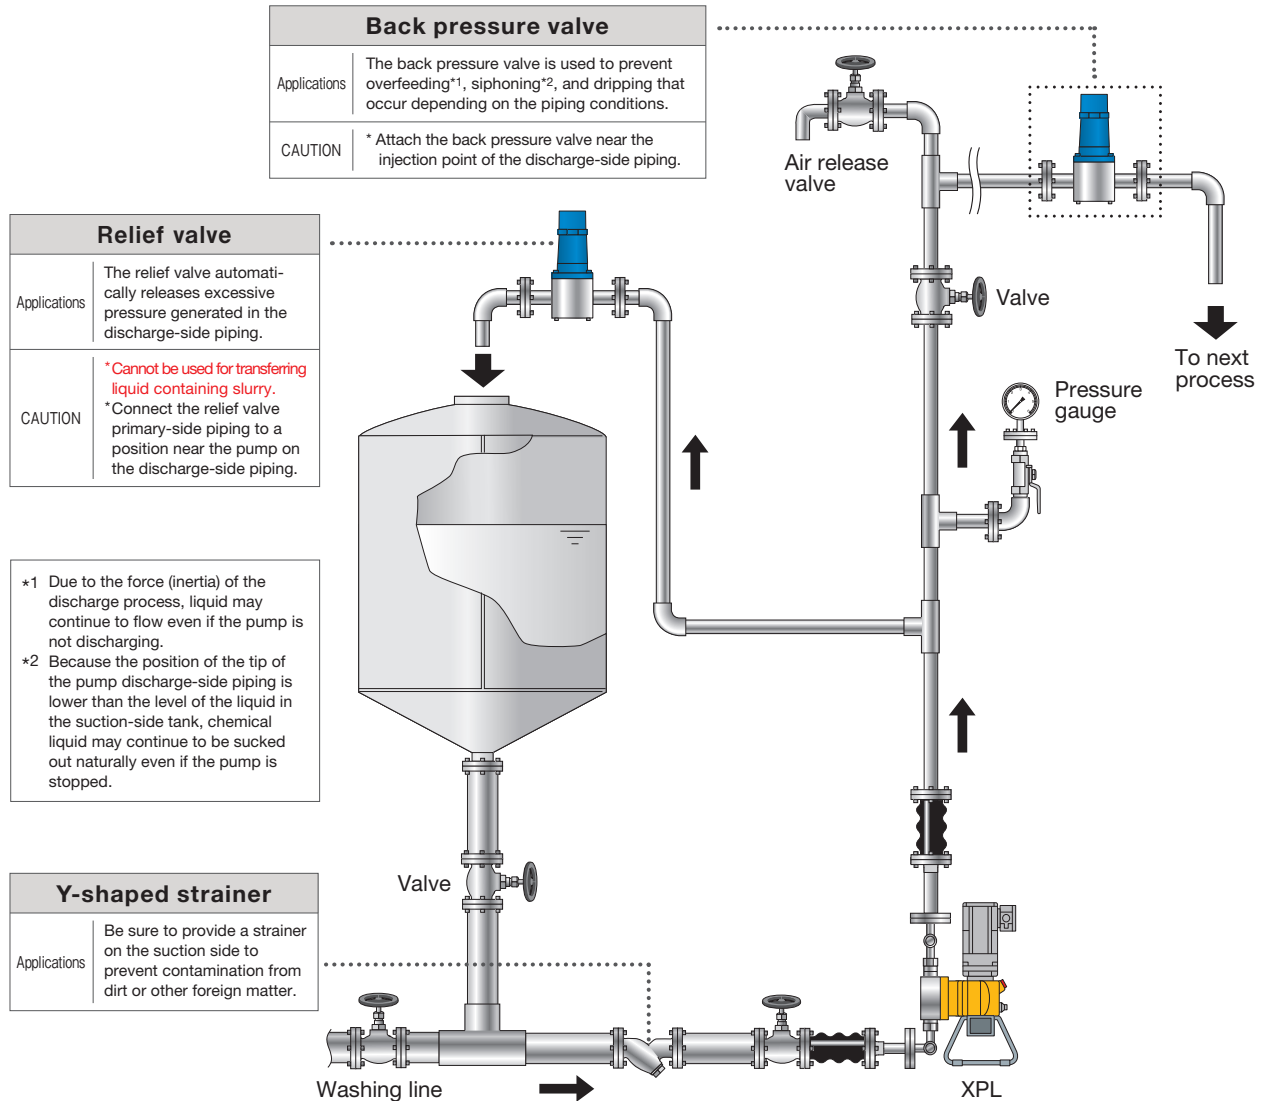 Back pressure valve
Applications
The back pressure valve is used to prevent
overfeeding*1, siphoning*2, and dripping that
occur depending on the piping conditions.
CAUTION
* Attach the back pressure valve near the
injection point of the discharge-side piping.
Air release
valve
Relief valve
Applications
The relief valve automati-
cally releases excessive
pressure generated in the
discharge-side piping.
CAUTION
*Cannot be used for transferring
liquid containing slurry.
*Connect the relief valve
primary-side piping to a
position near the pump on
the discharge-side piping.
Valve
To next
process
Pressure
gauge
*1 Due to the force (inertia) of the
discharge process, liquid may
continue to flow even if the pump is
not discharging.
*2 Because the position of the tip of
the pump discharge-side piping is
lower than the level of the liquid in
the suction-side tank, chemical
liquid may continue to be sucked
out naturally even if the pump is
stopped.
Valve
Y-shaped strainer
Applications
Be sure to provide a strainer
on the suction side to
prevent contamination from
dirt or other foreign matter.
Washing line
XPL